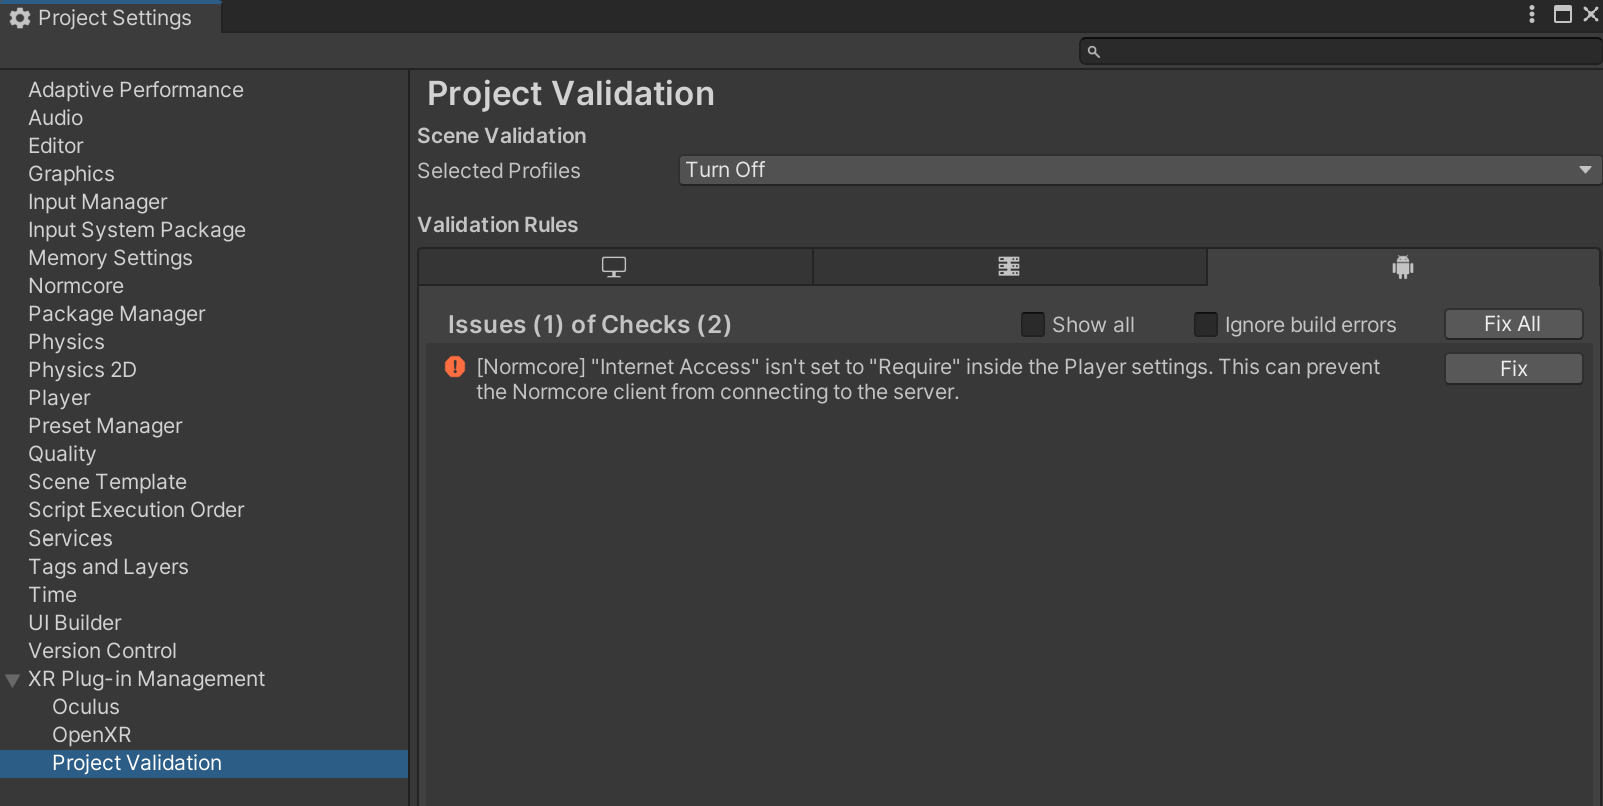 Project Settings
Adaptive Performance
Audio
Editor
Graphics
Input Manager
Input System Package
Memory Settings
Normcore
Package Manager
Physics
Physics 2D
Player
Preset Manager
Quality
Scene Template
Script Execution Order
Services
Tags and Layers
Time
UI Builder
Version Control
XR Plug-in Management
Oculus
OpenXR
Project Validation
Project Validation
Scene Validation
Selected Profiles Turn Off
Validation Rules
Issues (1) of Checks (2) Show all Ignore build errors Fix All
[Normcore] "Internet Access" isn't set to "Require" inside the Player settings. This can prevent Fix
the Normcore client from connecting to the server.